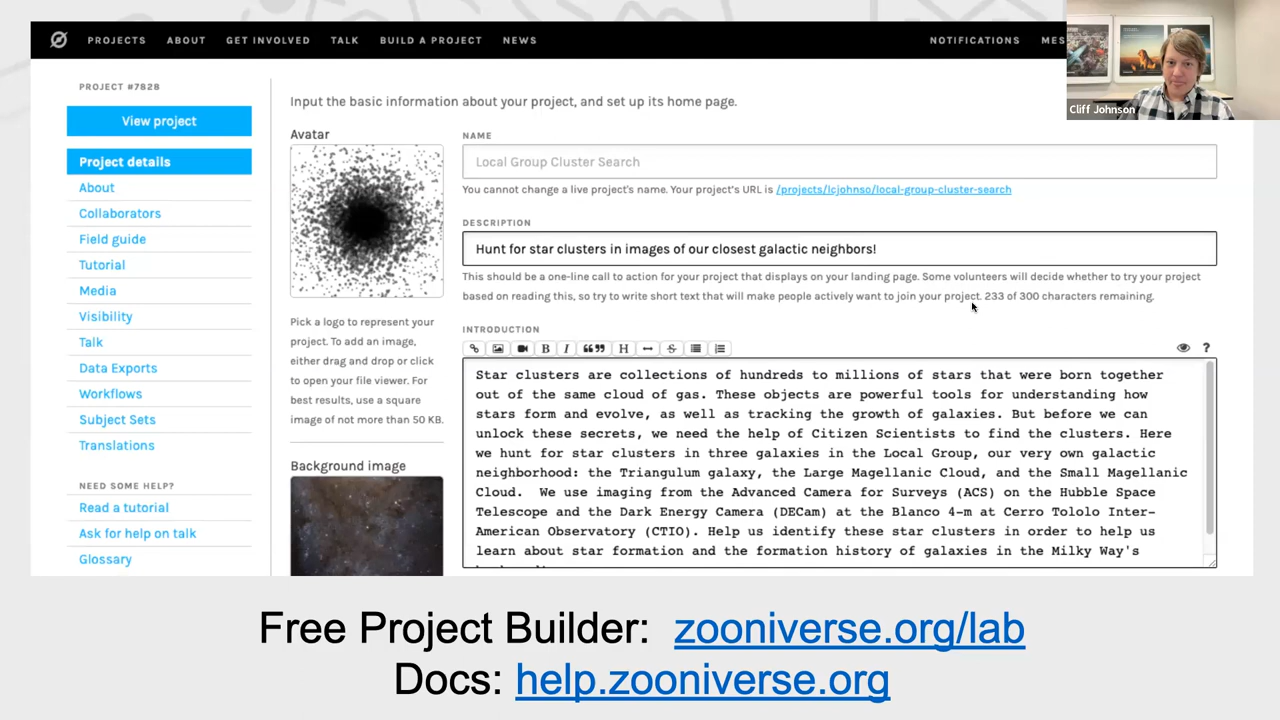 PROJECTS ABOUT GET INVOLVED TALK BUILD A PROJECT NEWS NOTIFICATIONS MES
Cliff Johnson
PROJECT #7828
View project
Project details
About
Collaborators
Field guide
Tutorial
Media
Visibility
Talk
Data Exports
Workflows
Subject Sets
Translations
NEED SOME HELP?
Read a tutorial
Ask for help on talk
Glossary
Input the basic information about your project, and set up its home page.
Avatar
Pick a logo to represent your
project. To add an image,
either drag and drop or click
to open your file viewer. For
best results, use a square
image of not more than 50 KB.
Background image
NAME
Local Group Cluster Search
You cannot change a live project's name. Your project's URL is /projects/lcjohnso/local-group-cluster-search
DESCRIPTION
Hunt for star clusters in images of our closest galactic neighbors!
This should be a one-line call to action for your project that displays on your landing page. Some volunteers will decide whether to try your project
based on reading this, so try to write short text that will make people actively want to join your project. 233 of 300 characters remaining.
INTRODUCTION
Star clusters are collections of hundreds to millions of stars that were born together
out of the same cloud of gas. These objects are powerful tools for understanding how
stars form and evolve, as well as tracking the growth of galaxies. But before we can
unlock these secrets, we need the help of Citizen Scientists to find the clusters. Here
we hunt for star clusters in three galaxies in the Local Group, our very own galactic
neighborhood: the Triangulum galaxy, the Large Magellanic Cloud, and the Small Magellanic
Cloud. We use imaging from the Advanced Camera for Surveys (ACS) on the Hubble Space
Telescope and the Dark Energy Camera (DECam) at the Blanco 4-m at Cerro Tololo Inter-
American Observatory (CTIO). Help us identify these star clusters in order to help us
learn about star formation and the formation history of galaxies in the Milky Way's
Free Project Builder: zooniverse.org/lab
Docs: help.zooniverse.org